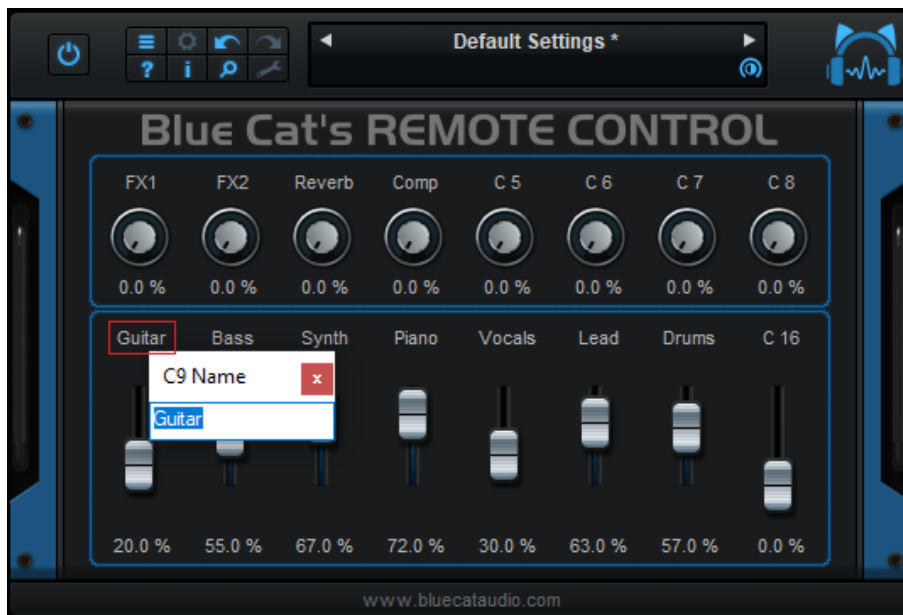 Default Settings *
Blue Cat's REMOTE CONTROL
FX1 FX2 Reverb Comp C 5 C 6 C 7 C 8
0.0 % 0.0 % 0.0 % 0.0 % 0.0 % 0.0 % 0.0 % 0.0 %
Guitar Bass Synth Piano Vocals Lead Drums C 16
C9 Name x
Guitar
20.0 % 55.0 % 67.0 % 72.0 % 30.0 % 63.0 % 57.0 % 0.0 %
www.bluecataudio.com